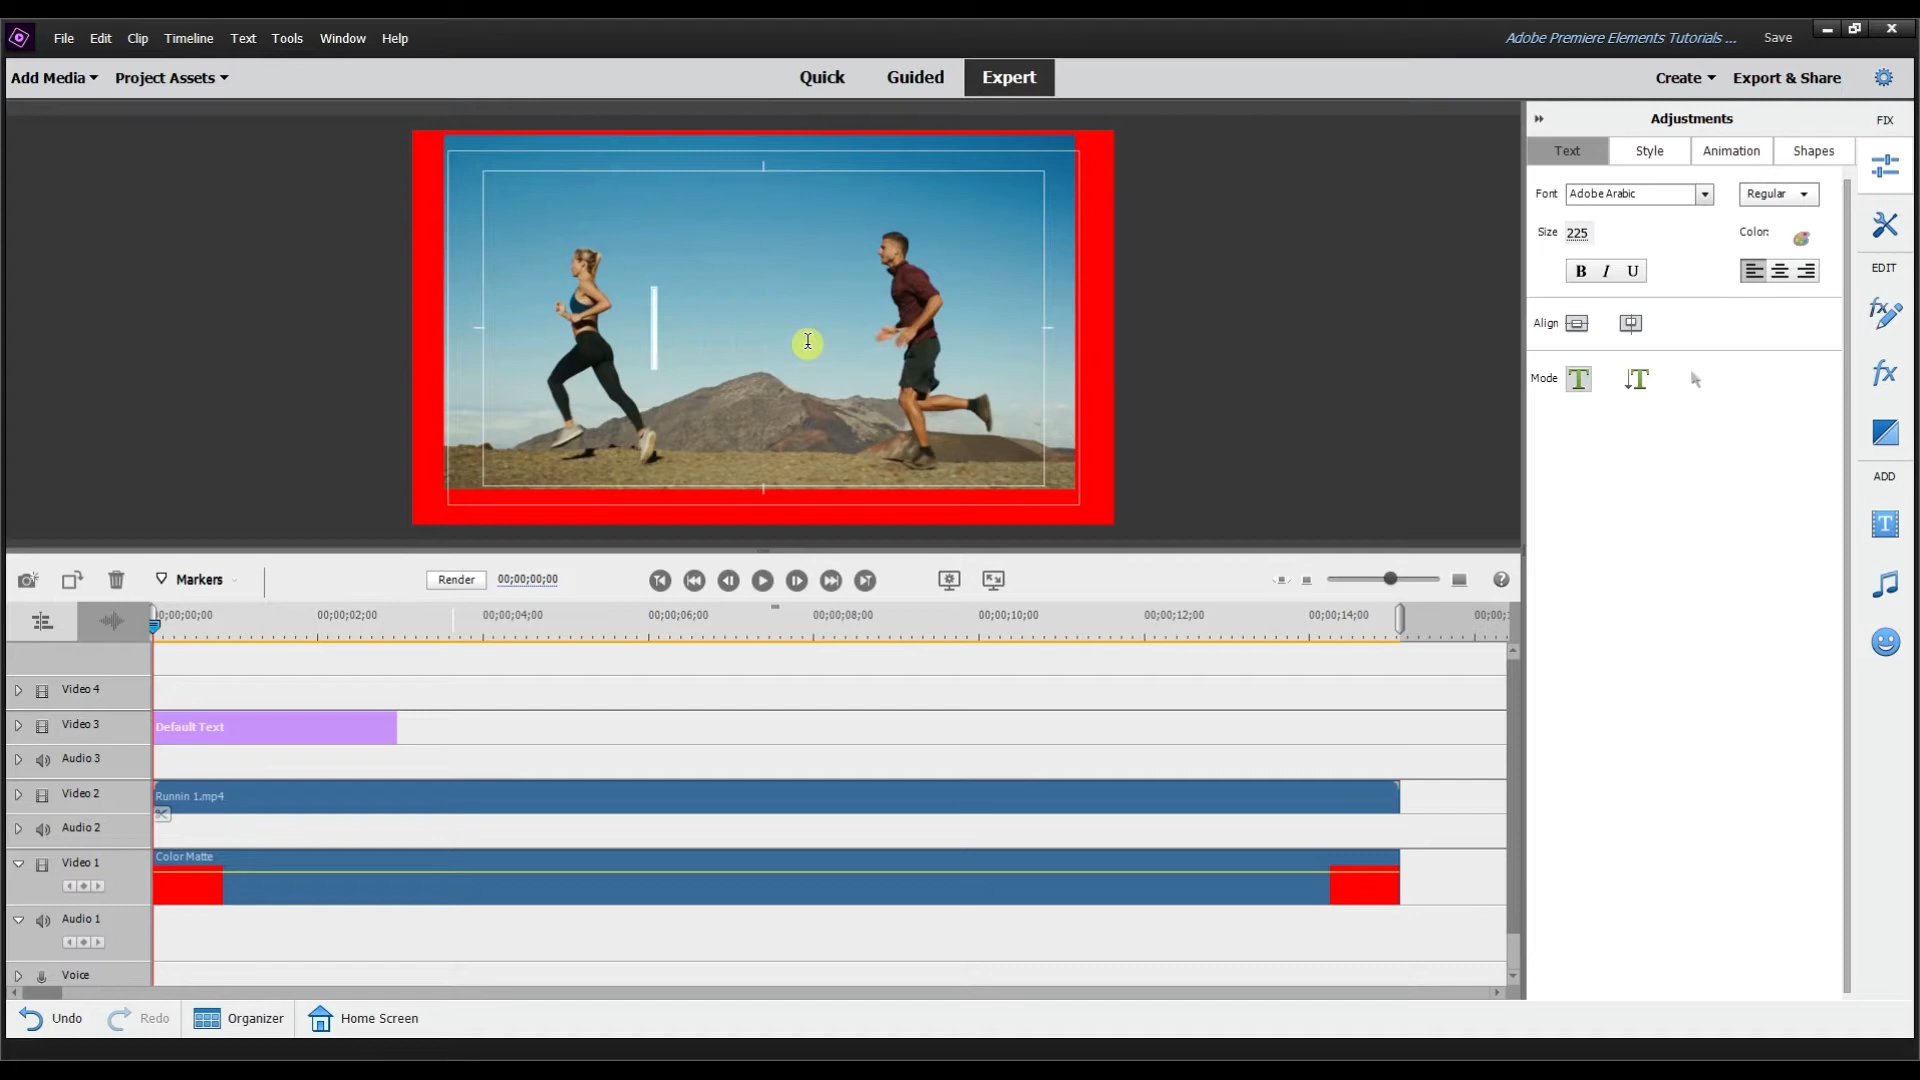 File Edit Clip Timeline Text Tools Window Help Adobe Premiere Elements Tutorials ... Save
Add Media Project Assets Quick Guided Expert Create Export & Share
Adjustments FIX
Text Style Animation Shapes
Font Adobe Arabic Regular
Size 225 Color:
B I U
EDIT
Align
Mode T T
ADD
Markers Render 00;00;00;00
0;00;00;00 00;00;02;00 00;00;04;00 00;00;06;00 00;00;08;00 00;00;10;00 00;00;12;00 00;00;14;00 00;00;1
Video 4
Video 3 Default Text
Audio 3
Video 2 Runnin 1.mp4
Audio 2
Video 1 Color Matte
Audio 1
Voice
Undo Redo Organizer Home Screen